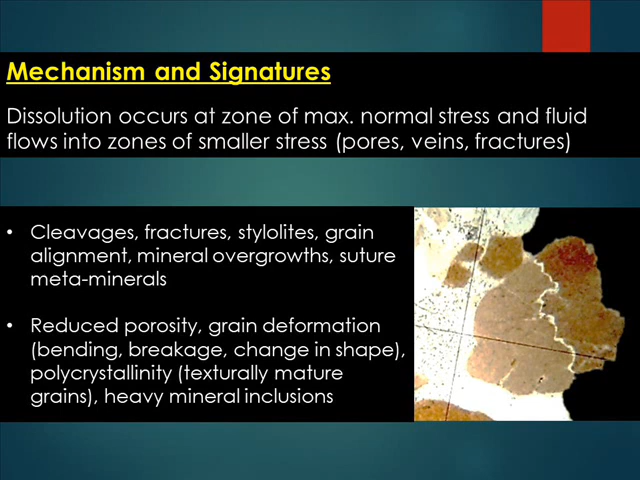 Mechanism and Signatures
Dissolution occurs at zone of max. normal stress and fluid
flows into zones of smaller stress (pores, veins, fractures)
• Cleavages, fractures, stylolites, grain
alignment, mineral overgrowths, suture
meta-minerals
• Reduced porosity, grain deformation
(bending, breakage, change in shape),
polycrystallinity (texturally mature
grains), heavy mineral inclusions